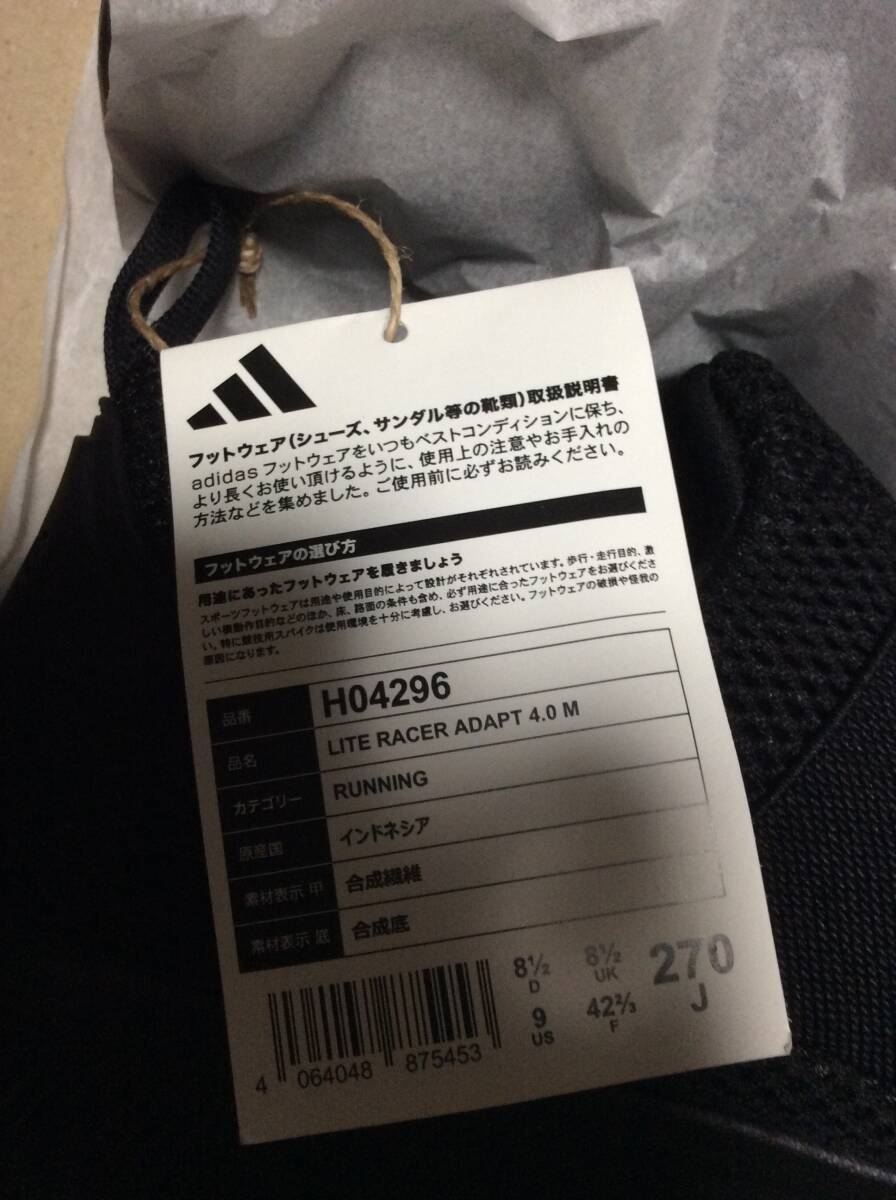 フットウェア(シューズ、サンダル等の靴類)取扱説明書
adidas フットウェアをいつもベストコンディションに保ち、
より長くお使い頂けるように、使用上の注意やお手入れの
方法などを集めました。ご使用前に必ずお読みください。
フットウェアの選び方
用途にあったフットウェアを履きましょう
スポーツフットウェアは用途や使用目的によって設計がそれぞれされています。歩行・走行目的、激
しい横動作目的などのほか、床、路面の条件も含め、必ず用途に合ったフットウェアをお選びくださ
い。特に競技用スパイクは使用環境を十分に考慮し、お選びください。フットウェアの破損や怪我の
原因になります。
品番 H04296
品名 LITE RACER ADAPT 4.0 M
カテゴリー RUNNING
原産国 インドネシア
素材表示 甲 合成繊維
素材表示 底 合成底
8½ D 8½ UK 270 J
9 US 42⅔ F
4 064048 875453